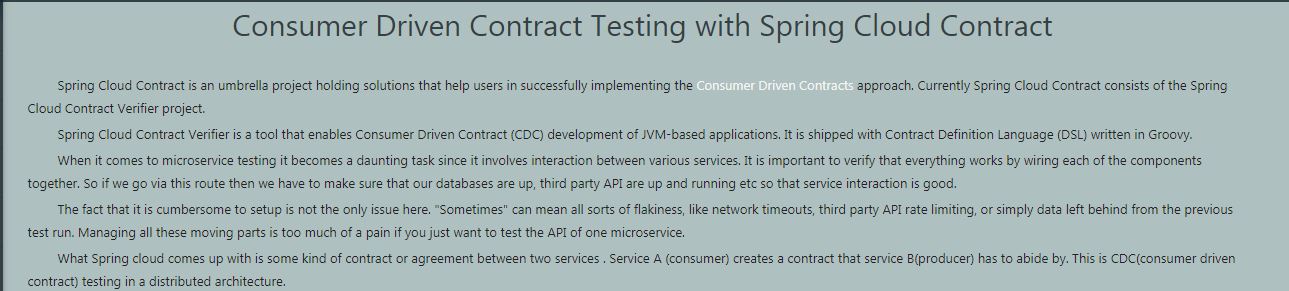 Consumer Driven Contract Testing with Spring Cloud Contract
Spring Cloud Contract is an umbrella project holding solutions that help users in successfully implementing the Consumer Driven Contracts approach. Currently Spring Cloud Contract consists of the Spring
Cloud Contract Verifier project.
Spring Cloud Contract Verifier is a tool that enables Consumer Driven Contract (CDC) development of JVM-based applications. It is shipped with Contract Definition Language (DSL) written in Groovy.
When it comes to microservice testing it becomes a daunting task since it involves interaction between various services. It is important to verify that everything works by wiring each of the components
together. So if we go via this route then we have to make sure that our databases are up, third party API are up and running etc so that service interaction is good.
The fact that it is cumbersome to setup is not the only issue here. "Sometimes" can mean all sorts of flakiness, like network timeouts, third party API rate limiting, or simply data left behind from the previous
test run. Managing all these moving parts is too much of a pain if you just want to test the API of one microservice.
What Spring cloud comes up with is some kind of contract or agreement between two services . Service A (consumer) creates a contract that service B(producer) has to abide by. This is CDC(consumer driven
contract) testing in a distributed architecture.